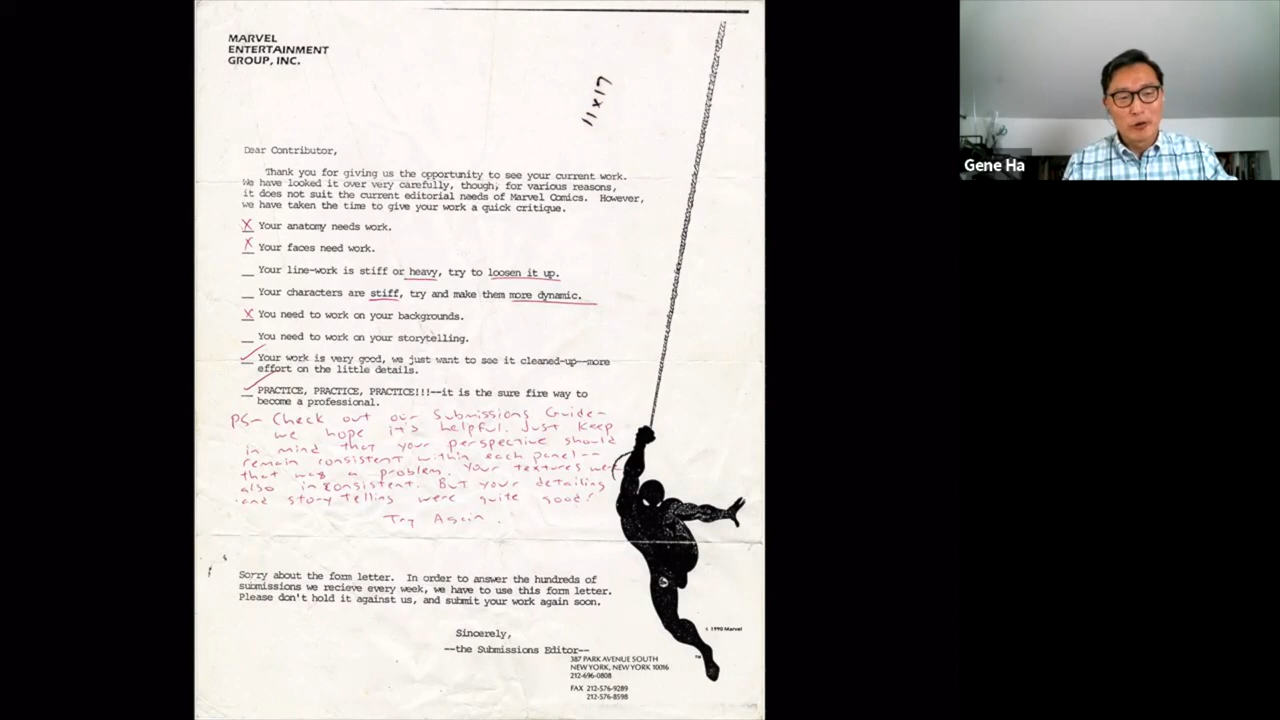 MARVEL
ENTERTAINMENT
GROUP, INC.
11x17
Dear Contributor,
Thank you for giving us the opportunity to see your current work.
We have looked it over very carefully, though, for various reasons,
it does not suit the current editorial needs of Marvel Comics. However,
we have taken the time to give your work a quick critique.
X Your anatomy needs work.
X Your faces need work.
__ Your line-work is stiff or heavy, try to loosen it up.
__ Your characters are stiff, try and make them more dynamic.
X You need to work on your backgrounds.
__ You need to work on your storytelling.
✓ Your work is very good, we just want to see it cleaned-up--more
effort on the little details.
✓ PRACTICE, PRACTICE, PRACTICE!!!--it is the sure fire way to
become a professional.
PS- Check out our Submissions Guide-
we hope it's helpful. Just keep
in mind that your perspective should
remain consistent within each panel--
that was a problem. Your textures were
also inconsistent. But your detailing
and storytelling were quite good!
Try Again.
Sorry about the form letter. In order to answer the hundreds of
submissions we recieve every week, we have to use this form letter.
Please don't hold it against us, and submit your work again soon.
Sincerely,
--the Submissions Editor--
© 1990 Marvel
TM
387 PARK AVENUE SOUTH
NEW YORK, NEW YORK 10016
212-696-0808
FAX 212-576-9289
212-576-8598
Gene Ha